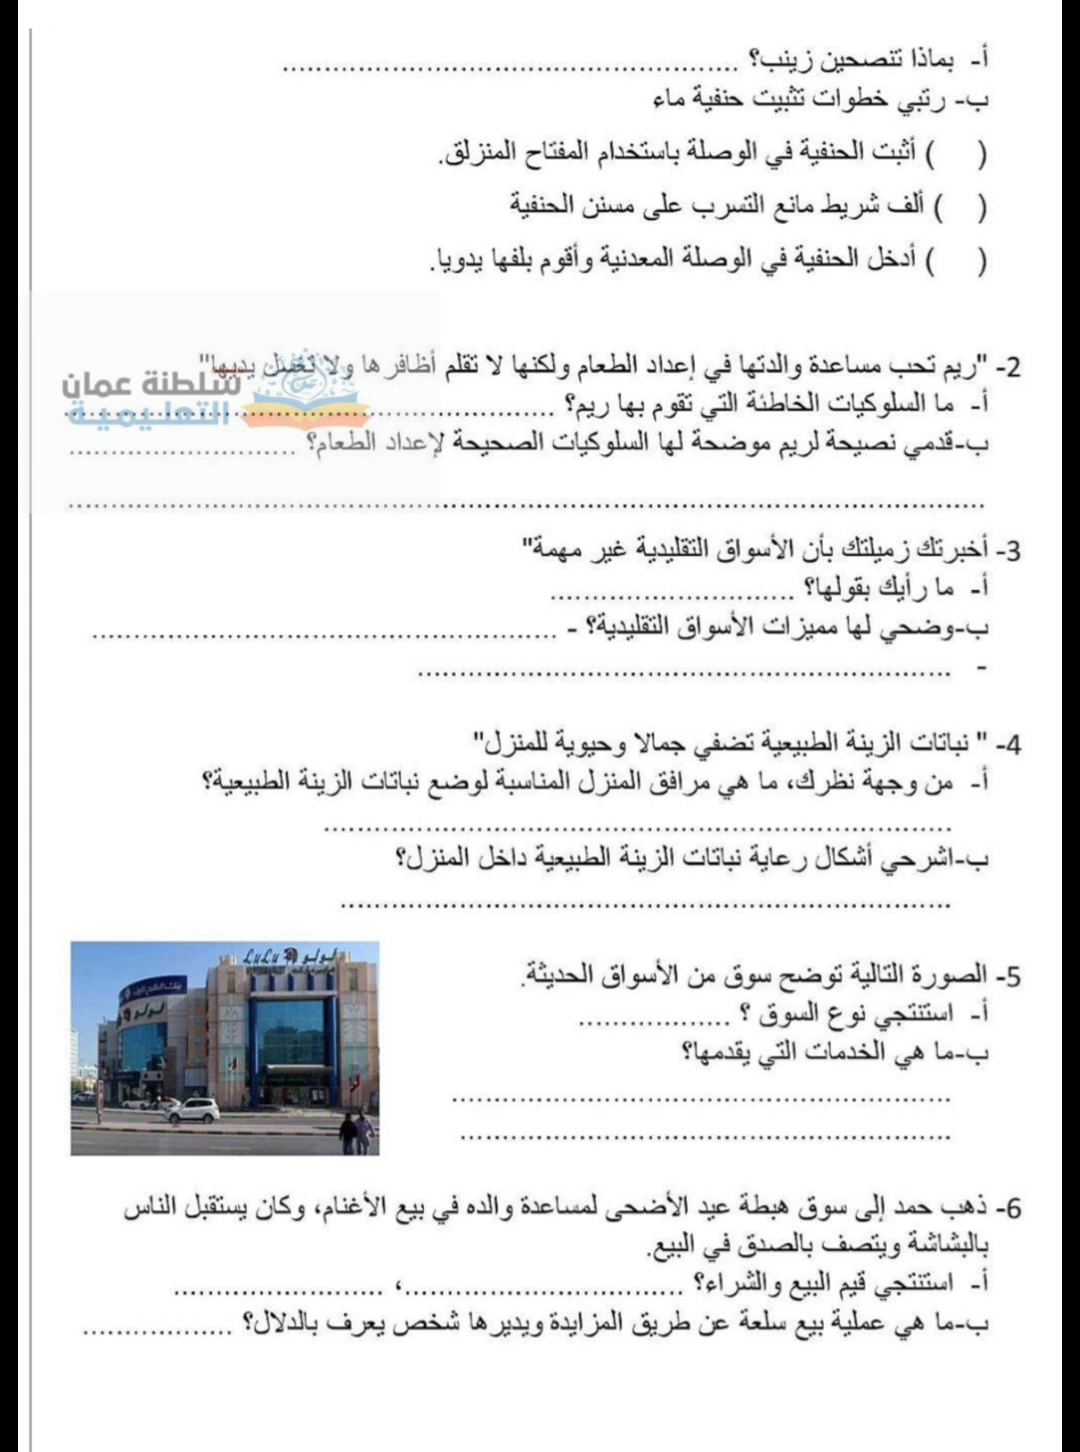 أ- بماذا تنصحين زينب؟ ......................................................
ب- رتبي خطوات تثبيت حنفية ماء
( ) أثبت الحنفية في الوصلة باستخدام المفتاح المنزلق.
( ) ألف شريط مانع التسرب على مسنن الحنفية
( ) أدخل الحنفية في الوصلة المعدنية وأقوم بلفها يدويا.
2- "ريم تحب مساعدة والدتها في إعداد الطعام ولكنها لا تقلم أظافرها ولا تغسل يديها"
سلطنة عمان
التعليمية
أ- ما السلوكيات الخاطئة التي تقوم بها ريم؟ ......................................................
ب-قدمي نصيحة لريم موضحة لها السلوكيات الصحيحة لإعداد الطعام؟ ..........................
..............................................................................................................
3- أخبرتك زميلتك بأن الأسواق التقليدية غير مهمة"
أ- ما رأيك بقولها؟ .............................
ب-وضحي لها مميزات الأسواق التقليدية؟ - ......................................................
- ...............................................................
4- " نباتات الزينة الطبيعية تضفي جمالا وحيوية للمنزل"
أ- من وجهة نظرك، ما هي مرافق المنزل المناسبة لوضع نباتات الزينة الطبيعية؟
..........................................................................
ب-اشرحي أشكال رعاية نباتات الزينة الطبيعية داخل المنزل؟
........................................................................
5- الصورة التالية توضح سوق من الأسواق الحديثة.
أ- استنتجي نوع السوق ؟ ..................
ب-ما هي الخدمات التي يقدمها؟
...........................................................
..........................................................
LuLu لولو
لولو
6- ذهب حمد إلى سوق هبطة عيد الأضحى لمساعدة والده في بيع الأغنام، وكان يستقبل الناس
بالبشاشة ويتصف بالصدق في البيع.
أ- استنتجي قيم البيع والشراء؟ .................................، .........................
ب-ما هي عملية بيع سلعة عن طريق المزايدة ويديرها شخص يعرف بالدلال؟ ..................